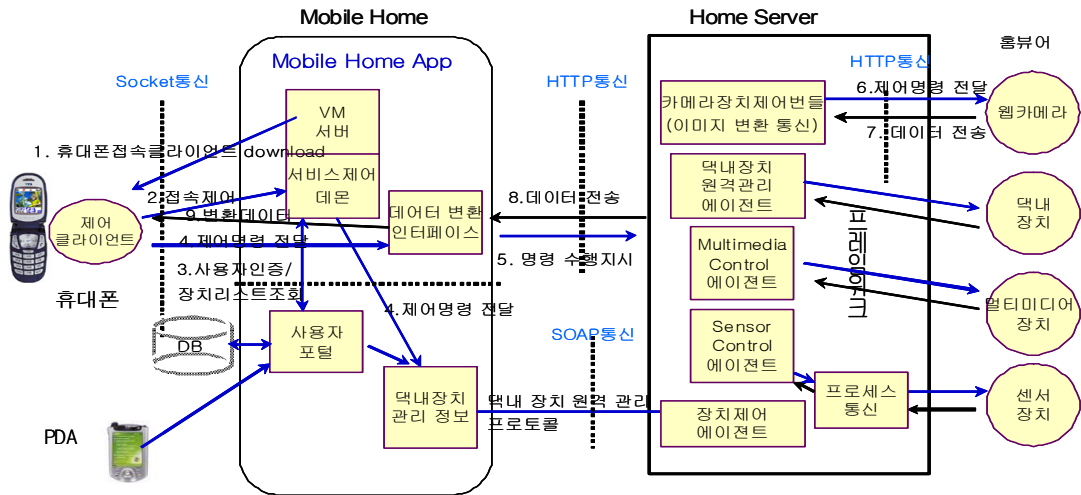 Mobile Home
Home Server
홈뷰어
Mobile Home App
Socket통신
HTTP통신
HTTP통신
VM
서버
서비스제어
데몬
1. 휴대폰접속클라이언트 download
2.접속제어
9.변환데이터
4.제어명령 전달
제어
클라이언트
휴대폰
데어터 변환
인터페이스
8.데이터 전송
5. 명령 수행지시
3.사용자인증/
장치리스트조회
4.제어명령 전달
DB
사용자
포털
댁내장치
관리 정보
PDA
SOAP통신
댁내 장치 원격 관리
프로토콜
카메라장치제어번들
(이미지 변환 통신)
6.제어명령 전달
7. 데이터 전송
웹카메라
댁내장치
원격관리
에이젼트
댁내
장치
프레임워크
Multimedia
Control
에이젼트
멀티미디어
장치
Sensor
Control
에이젼트
프로세스
통신
센서
장치
장치제어
에이젼트